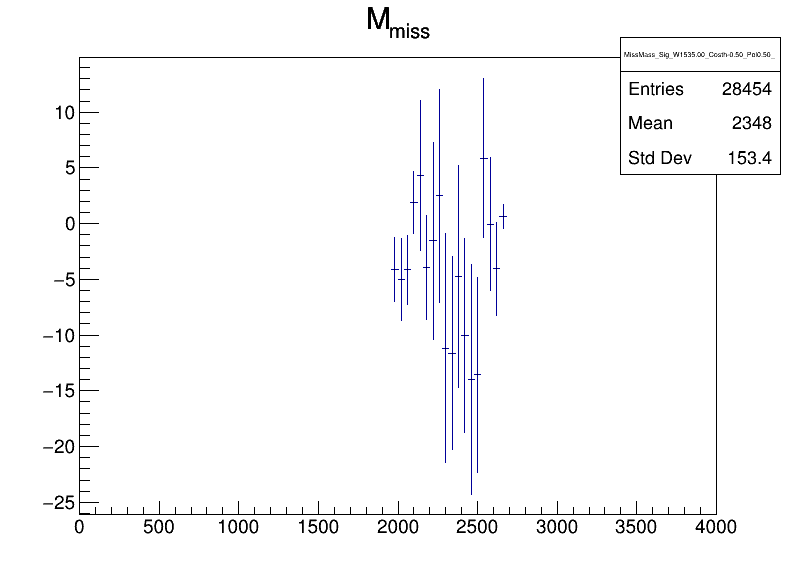 M_miss
MissMass_Sig_W1535.00_Costh-0.50_Pol0.50_
Entries 28454
Mean 2348
Std Dev 153.4
10
5
0
−5
−10
−15
−20
−25
0 500 1000 1500 2000 2500 3000 3500 4000